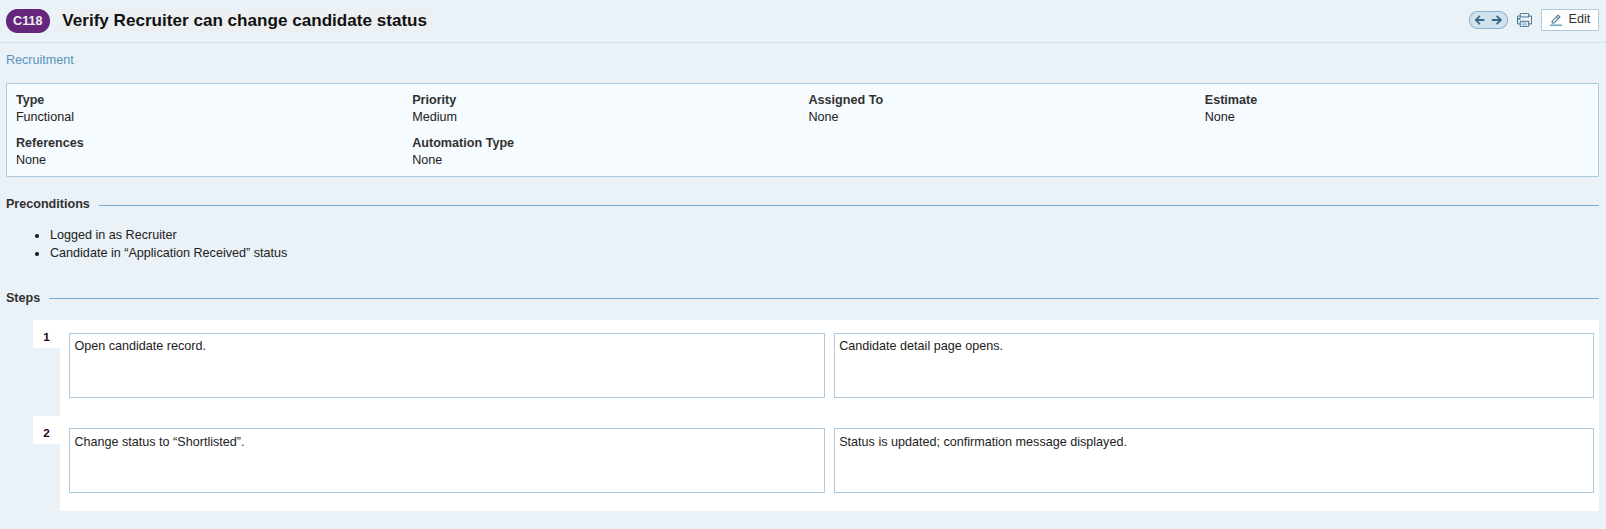 C118 Verify Recruiter can change candidate status
Edit
Recruitment
Type Priority Assigned To Estimate
Functional Medium None None
References Automation Type
None None
Preconditions
Logged in as Recruiter
Candidate in “Application Received” status
Steps
1 Open candidate record. Candidate detail page opens.
2 Change status to “Shortlisted”. Status is updated; confirmation message displayed.